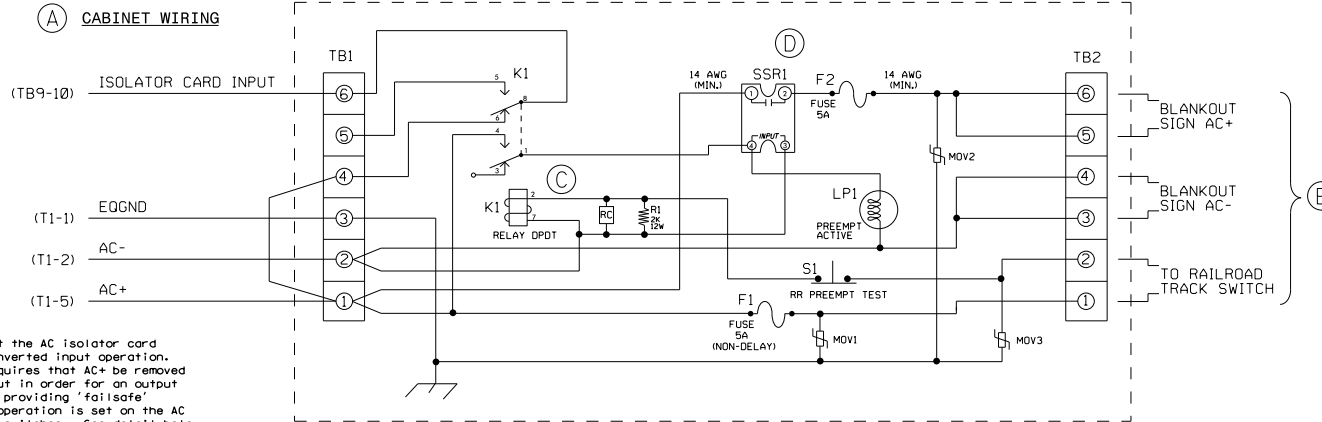 A CABINET WIRING
TB1
6
5
4
3
2
1
(TB9-10) ISOLATOR CARD INPUT
(T1-1) EQGND
(T1-2) AC-
(T1-5) AC+
K1
5
8
6
4
1
3
C
K1
2
7
RELAY DPDT
RC
R1
2K
12W
D
14 AWG
(MIN.)
SSR1
1
2
INPUT
4
3
F2
FUSE
5A
14 AWG
(MIN.)
MOV2
LP1
PREEMPT
ACTIVE
S1
RR PREEMPT TEST
F1
FUSE
5A
(NON-DELAY)
MOV1
MOV3
TB2
6
5
4
3
2
1
BLANKOUT
SIGN AC+
BLANKOUT
SIGN AC-
TO RAILROAD
TRACK SWITCH
t the AC isolator card
nverted input operation.
quires that AC+ be removed
ut in order for an output
providing 'failsafe'
operation is set on the AC